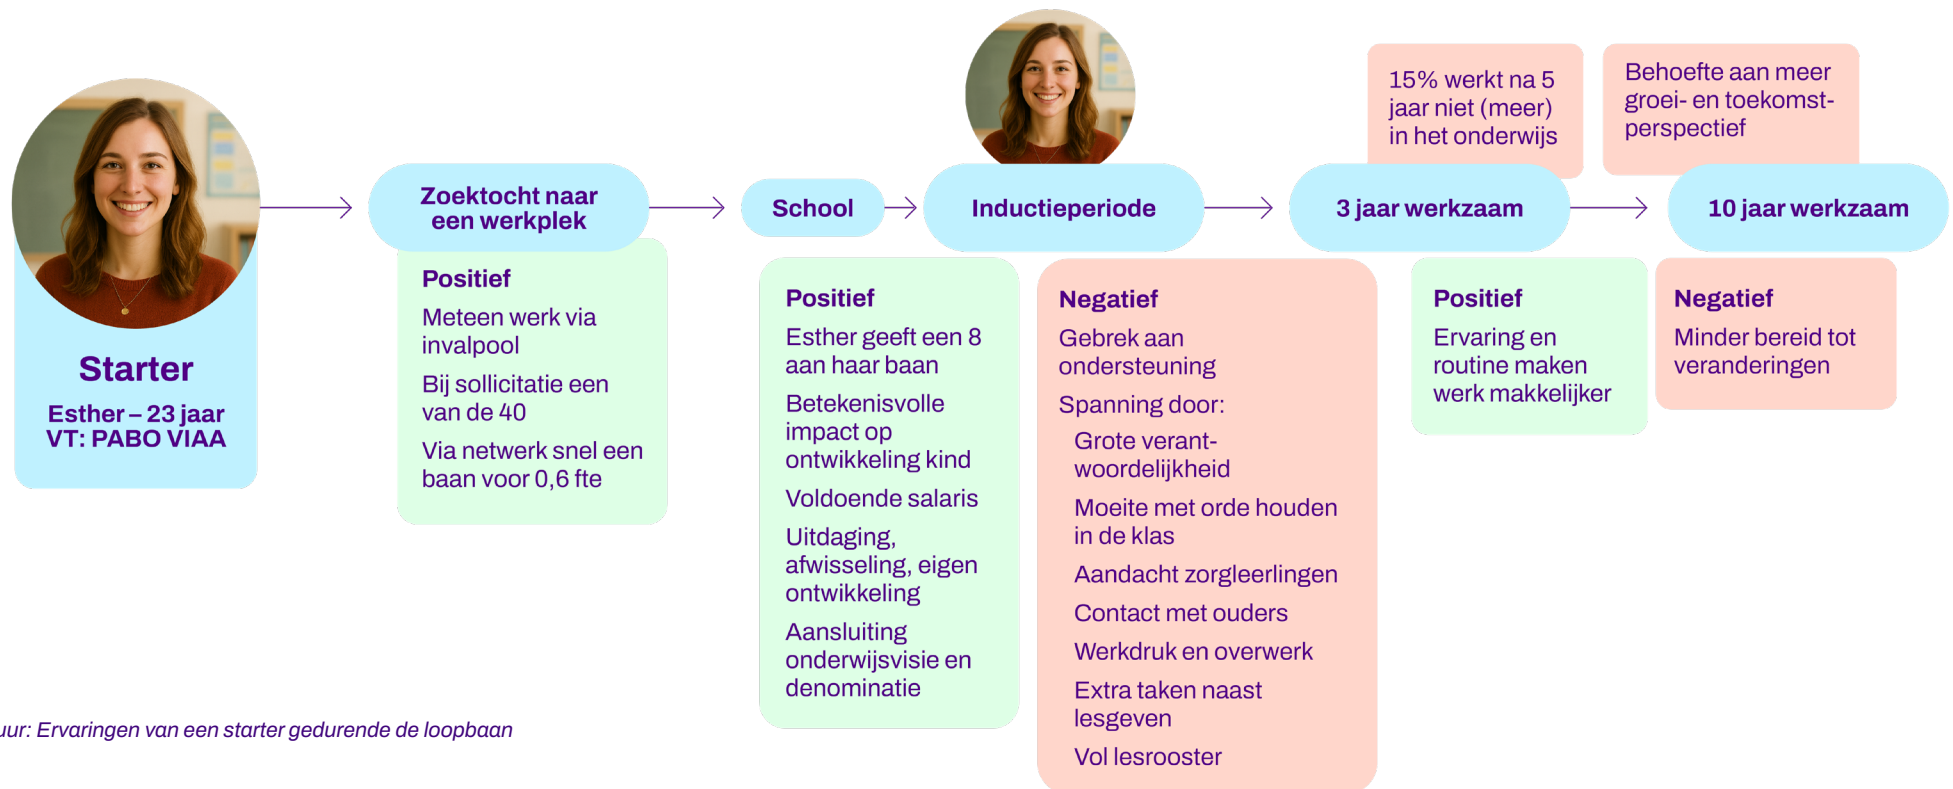 Starter
Esther – 23 jaar
VT: PABO VIAA
Zoektocht naar
een werkplek
Positief
Meteen werk via
invalpool
Bij sollicitatie een
van de 40
Via netwerk snel een
baan voor 0,6 fte
School
Positief
Esther geeft een 8
aan haar baan
Betekenisvolle
impact op
ontwikkeling kind
Voldoende salaris
Uitdaging,
afwisseling, eigen
ontwikkeling
Aansluiting
onderwijsvisie en
denominatie
Inductieperiode
Negatief
Gebrek aan
ondersteuning
Spanning door:
Grote verant-
woordelijkheid
Moeite met orde houden
in de klas
Aandacht zorgleerlingen
Contact met ouders
Werkdruk en overwerk
Extra taken naast
lesgeven
Vol lesrooster
15% werkt na 5
jaar niet (meer)
in het onderwijs
3 jaar werkzaam
Positief
Ervaring en
routine maken
werk makkelijker
Behoefte aan meer
groei- en toekomst-
perspectief
10 jaar werkzaam
Negatief
Minder bereid tot
veranderingen
uur: Ervaringen van een starter gedurende de loopbaan